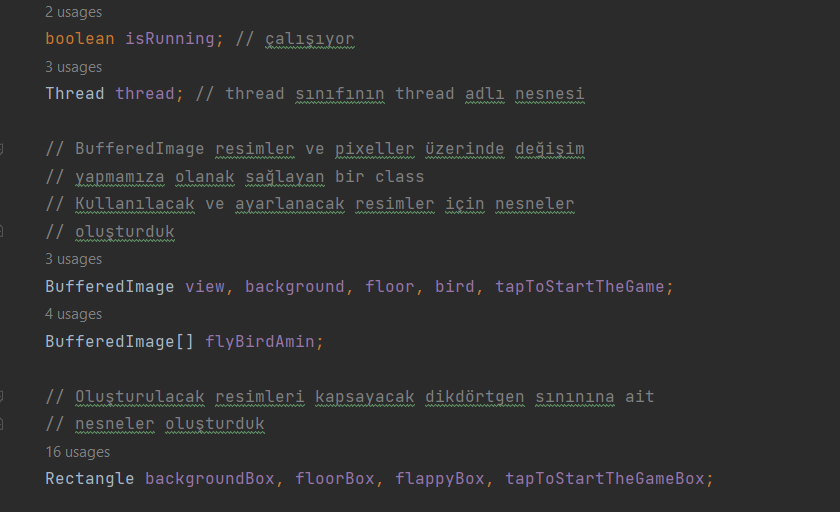 2 usages
boolean isRunning; // çalışıyor
3 usages
Thread thread; // thread sınıfının thread adlı nesnesi
// BufferedImage resimler ve pixeller üzerinde değişim
// yapmamıza olanak sağlayan bir class
// Kullanılacak ve ayarlanacak resimler için nesneler
// oluşturduk
3 usages
BufferedImage view, background, floor, bird, tapToStartTheGame;
4 usages
BufferedImage[] flyBirdAmin;
// Oluşturulacak resimleri kapsayacak dikdörtgen sınınına ait
// nesneler oluşturduk
16 usages
Rectangle backgroundBox, floorBox, flappyBox, tapToStartTheGameBox;